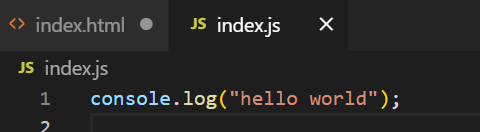 index.html JS index.js
JS index.js
1 console.log("hello world");
2